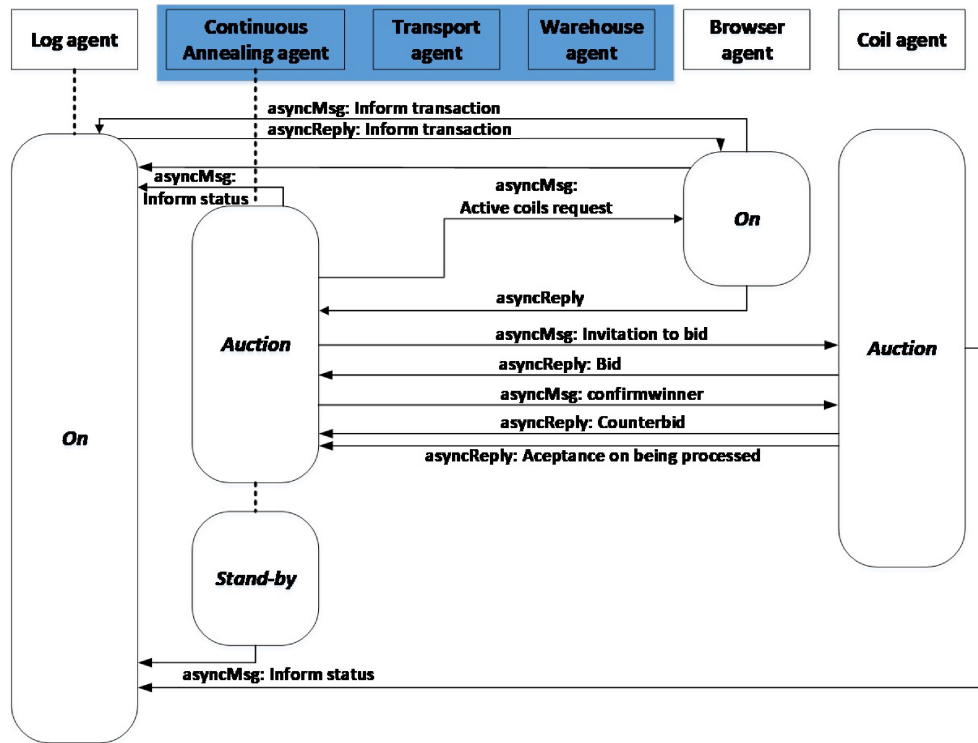 Log agent
Continuous
Annealing agent
Transport
agent
Warehouse
agent
Browser
agent
Coil agent
asyncMsg: Inform transaction
asyncReply: Inform transaction
asyncMsg:
Inform status
asyncMsg:
Active coils request
On
asyncReply
Auction
asyncMsg: Invitation to bid
asyncReply: Bid
Auction
asyncMsg: confirmwinner
asyncReply: Counterbid
On
asyncReply: Aceptance on being processed
Stand-by
asyncMsg: Inform status